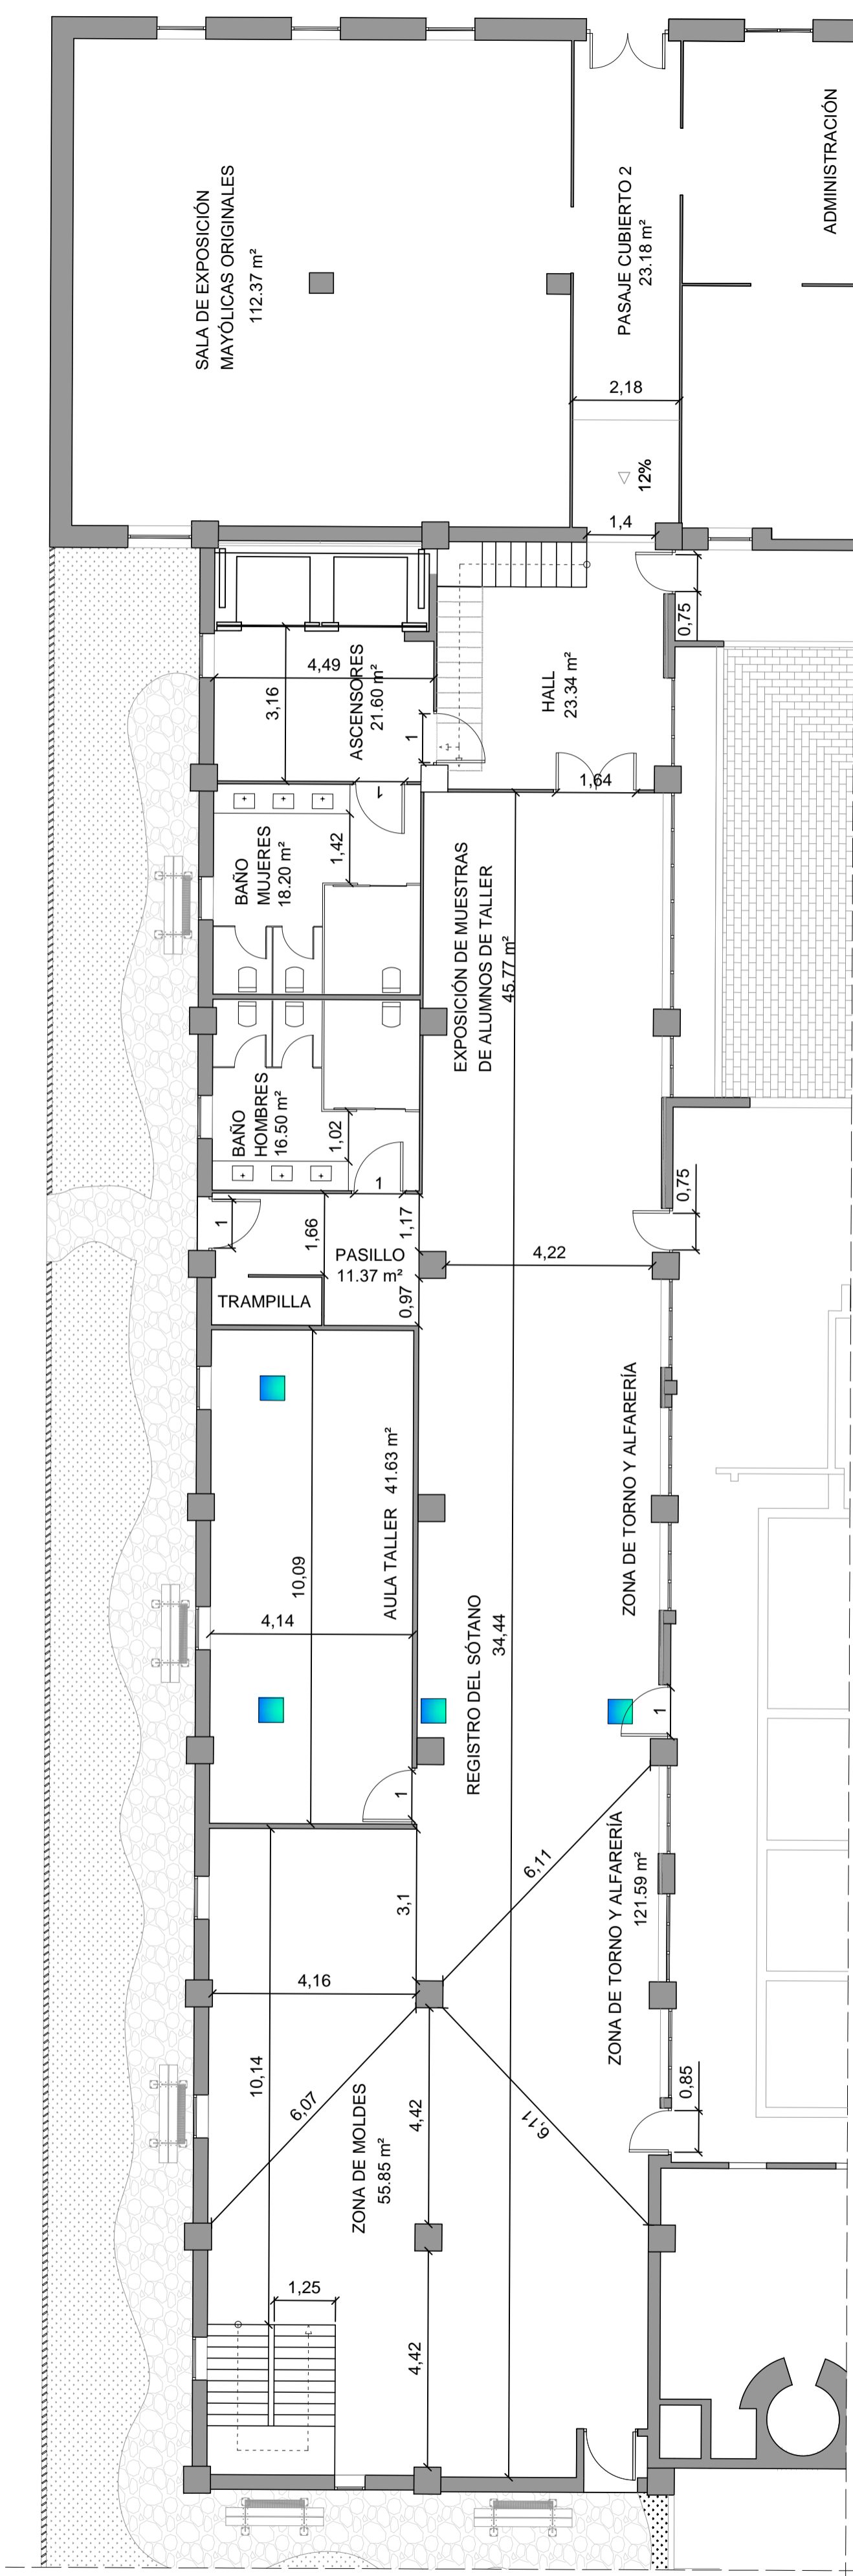 SALA DE EXPOSICIÓN
MAYÓLICAS ORIGINALES
112.37 m²
PASAJE CUBIERTO 2
23.18 m²
ADMINISTRACIÓN
2,18
12%
1,4
0,75
4,49
3,16
ASCENSORES
21.60 m²
HALL
23.34 m²
1
1
1,64
BAÑO
MUJERES
18.20 m²
1,42
EXPOSICIÓN DE MUESTRAS
DE ALUMNOS DE TALLER
45.77 m²
BAÑO
HOMBRES
16.50 m²
1,02
1
1
1,66
1,17
PASILLO
11.37 m²
0,97
TRAMPILLA
4,22
0,75
ZONA DE TORNO Y ALFARERÍA
AULA TALLER 41.63 m²
10,09
4,14
REGISTRO DEL SÓTANO
34,44
1
1
6,11
3,1
ZONA DE TORNO Y ALFARERÍA
121.59 m²
4,16
10,14
6,07
4,42
6,11
0,85
ZONA DE MOLDES
55.85 m²
1,25
4,42